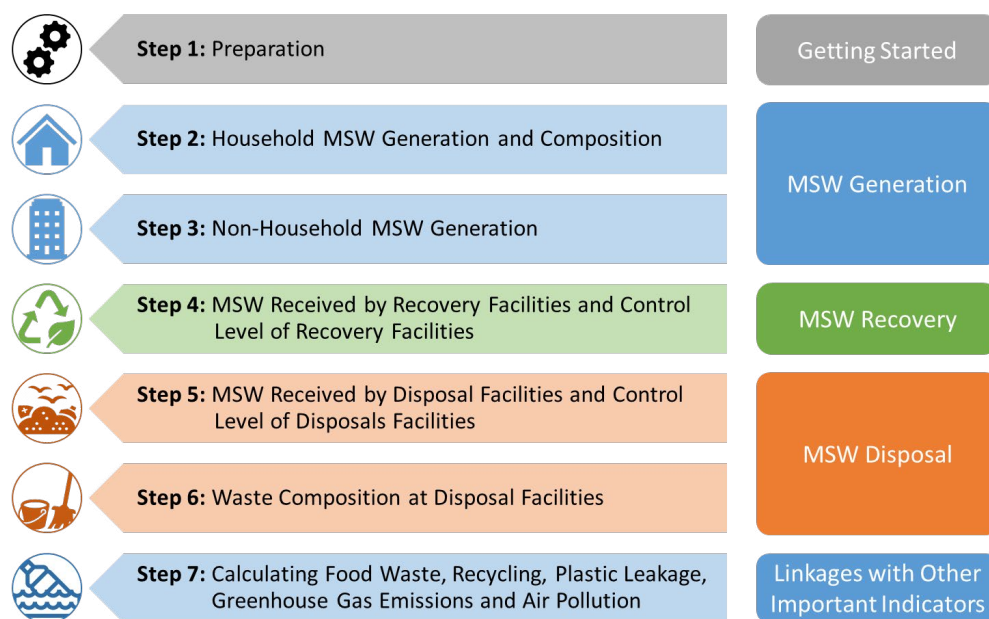 Step 1: Preparation
Getting Started
Step 2: Household MSW Generation and Composition
MSW Generation
Step 3: Non-Household MSW Generation
Step 4: MSW Received by Recovery Facilities and Control
Level of Recovery Facilities
MSW Recovery
Step 5: MSW Received by Disposal Facilities and Control
Level of Disposals Facilities
MSW Disposal
Step 6: Waste Composition at Disposal Facilities
Step 7: Calculating Food Waste, Recycling, Plastic Leakage,
Greenhouse Gas Emissions and Air Pollution
Linkages with Other
Important Indicators